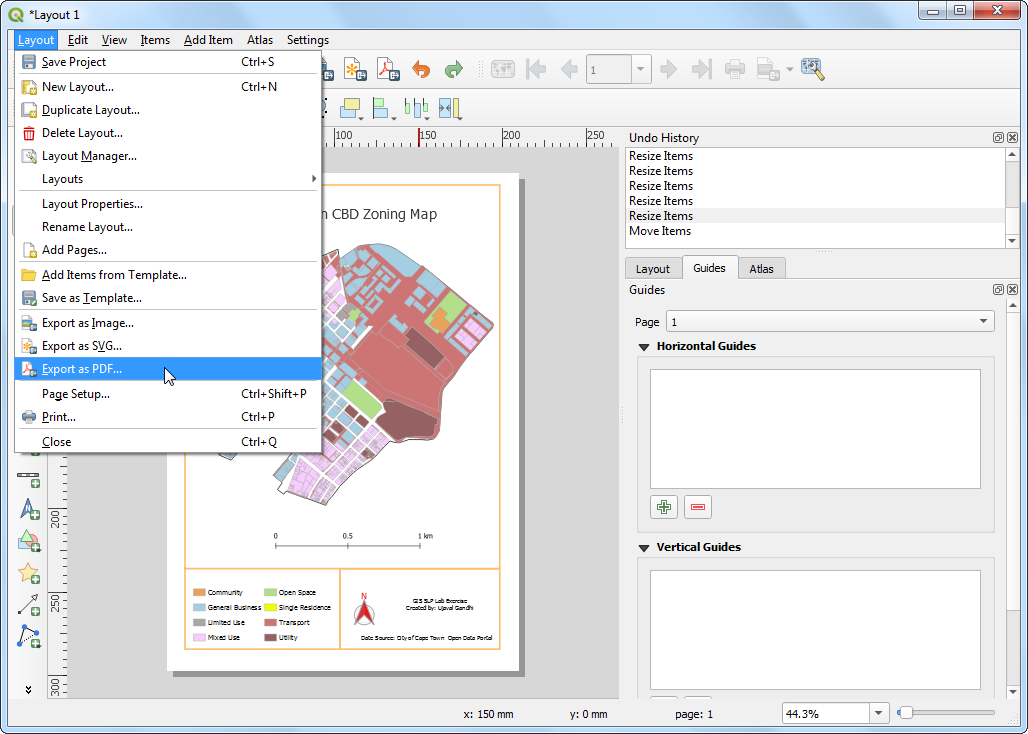 *Layout 1
Layout Edit View Items Add Item Atlas Settings
Save Project Ctrl+S
New Layout... Ctrl+N
Duplicate Layout...
Delete Layout...
Layout Manager...
Layouts
Layout Properties...
Rename Layout...
Add Pages...
Add Items from Template...
Save as Template...
Export as Image...
Export as SVG...
Export as PDF...
Page Setup... Ctrl+Shift+P
Print... Ctrl+P
Close Ctrl+Q
1
100 150 200 250
200
250
300
CBD Zoning Map
0 0.5 1 km
Community Open Space
General Business Single Residence
Limited Use Transport
Mixed Use Utility
N
GIS SLP Lab Exercise
Created by: Ujaval Gandhi
Data Source: City of Cape Town Open Data Portal
Undo History
Resize Items
Resize Items
Resize Items
Resize Items
Resize Items
Move Items
Layout Guides Atlas
Guides
Page 1
Horizontal Guides
Vertical Guides
x: 150 mm y: 0 mm page: 1 44.3%